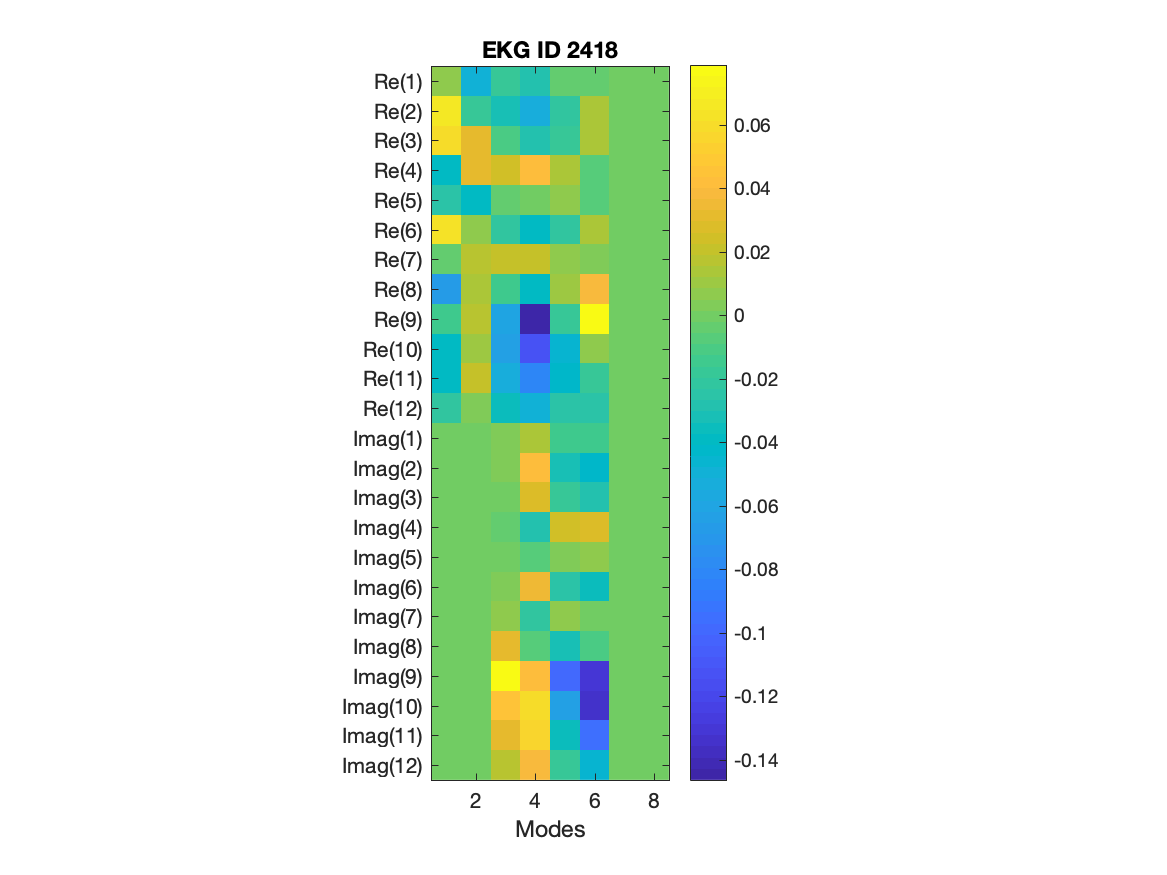 EKG ID 2418
Re(1)
Re(2)
Re(3)
Re(4)
Re(5)
Re(6)
Re(7)
Re(8)
Re(9)
Re(10)
Re(11)
Re(12)
Imag(1)
Imag(2)
Imag(3)
Imag(4)
Imag(5)
Imag(6)
Imag(7)
Imag(8)
Imag(9)
Imag(10)
Imag(11)
Imag(12)
2 4 6 8
Modes
0.06
0.04
0.02
0
-0.02
-0.04
-0.06
-0.08
-0.1
-0.12
-0.14